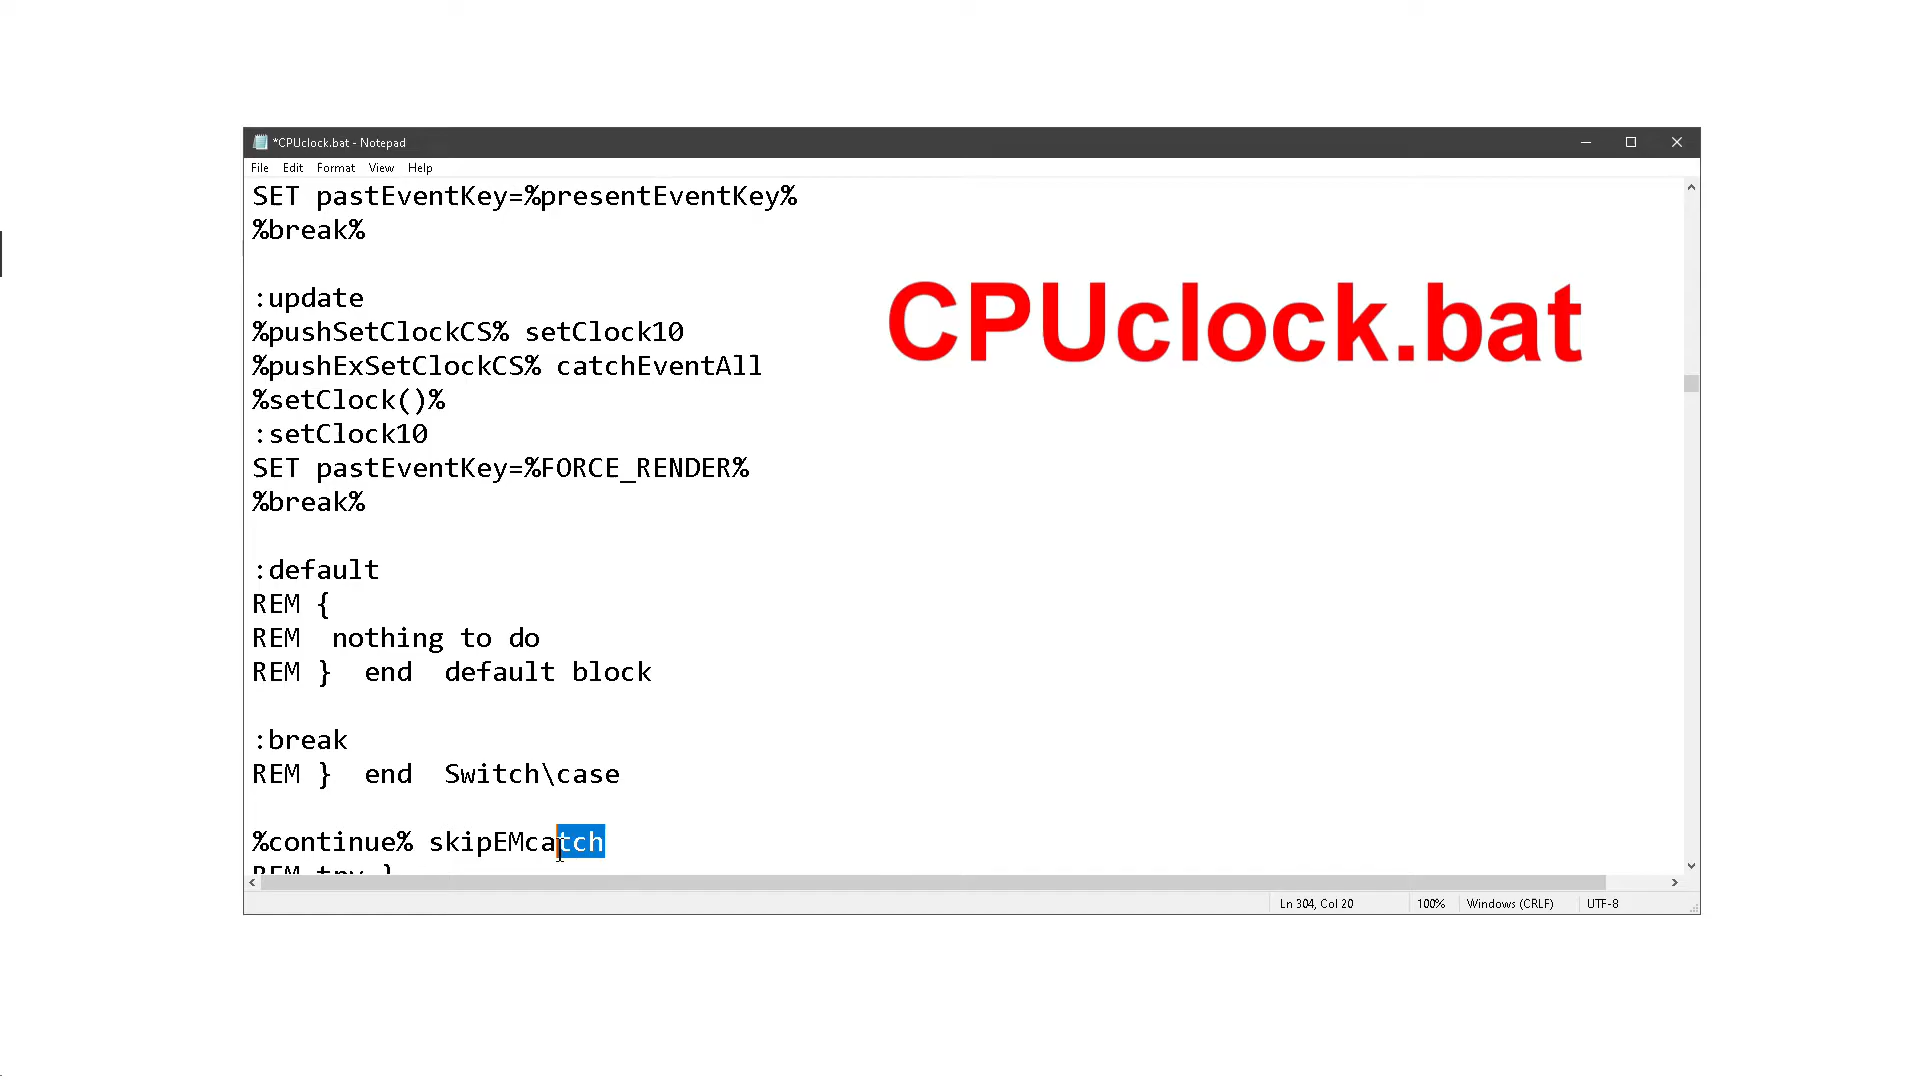 *CPUclock.bat - Notepad
File Edit Format View Help
SET pastEventKey=%presentEventKey%
%break%
:update
%pushSetClockCS% setClock10
%pushExSetClockCS% catchEventAll
%setClock()%
:setClock10
SET pastEventKey=%FORCE_RENDER%
%break%
:default
REM {
REM  nothing to do
REM }  end  default block
:break
REM }  end  Switch\case
%continue% skipEMcatch
REM try }
CPUclock.bat
Ln 304, Col 20 100% Windows (CRLF) UTF-8